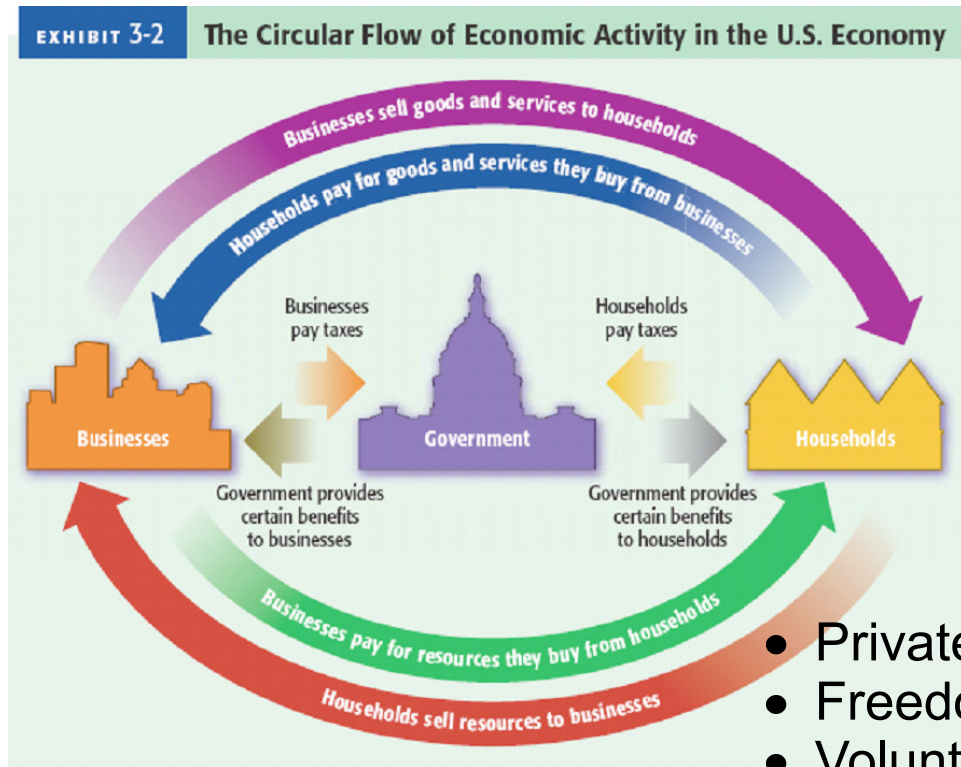 EXHIBIT 3-2 The Circular Flow of Economic Activity in the U.S. Economy
Businesses sell goods and services to households
Households pay for goods and services they buy from businesses
Businesses
pay taxes
Households
pay taxes
Businesses
Government
Households
Government provides
certain benefits
to businesses
Government provides
certain benefits
to households
Businesses pay for resources they buy from households
Households sell resources to businesses
• Private
• Freedo
• Volunt